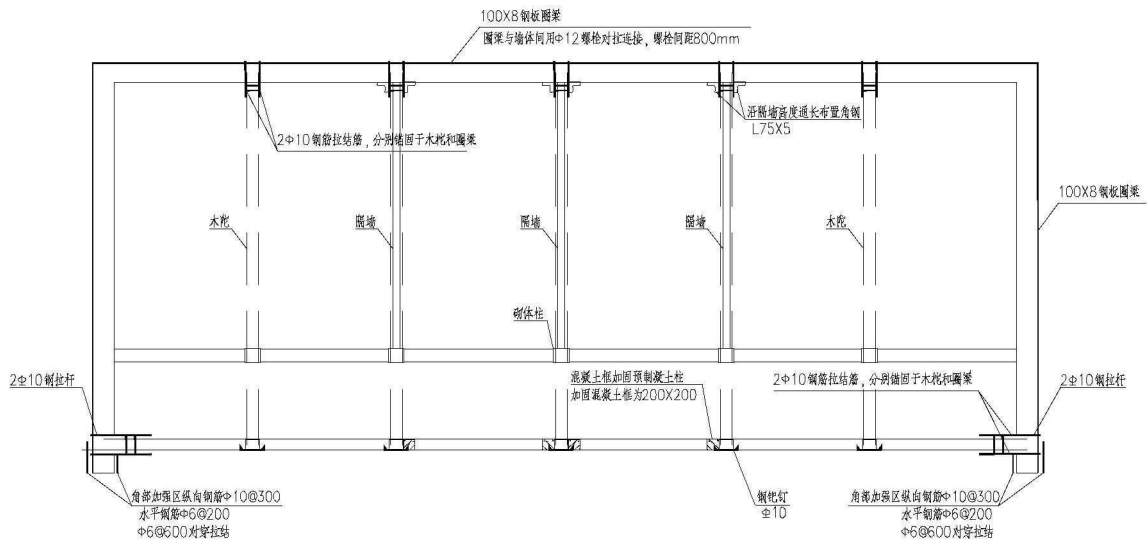 100X8钢板圈梁
圈梁与墙体间用Φ12螺栓对拉连接，螺栓间距800mm
沿隔墙高度通长布置角钢
L75X5
2Φ10钢筋拉结筋，分别锚固于木柁和圈梁
100X8钢板圈梁
木柁
隔墙
隔墙
隔墙
木柁
砌体柱
2Φ10钢拉杆
混凝土框加固预制混凝土柱
加固混凝土框为200X200
2Φ10钢筋拉结筋，分别锚固于木柁和圈梁
2Φ10钢拉杆
角部加强区纵向钢筋Φ10@300
水平钢筋Φ6@200
Φ6@600对穿拉结
钢钯钉
Φ10
角部加强区纵向钢筋Φ10@300
水平钢筋Φ6@200
Φ6@600对穿拉结